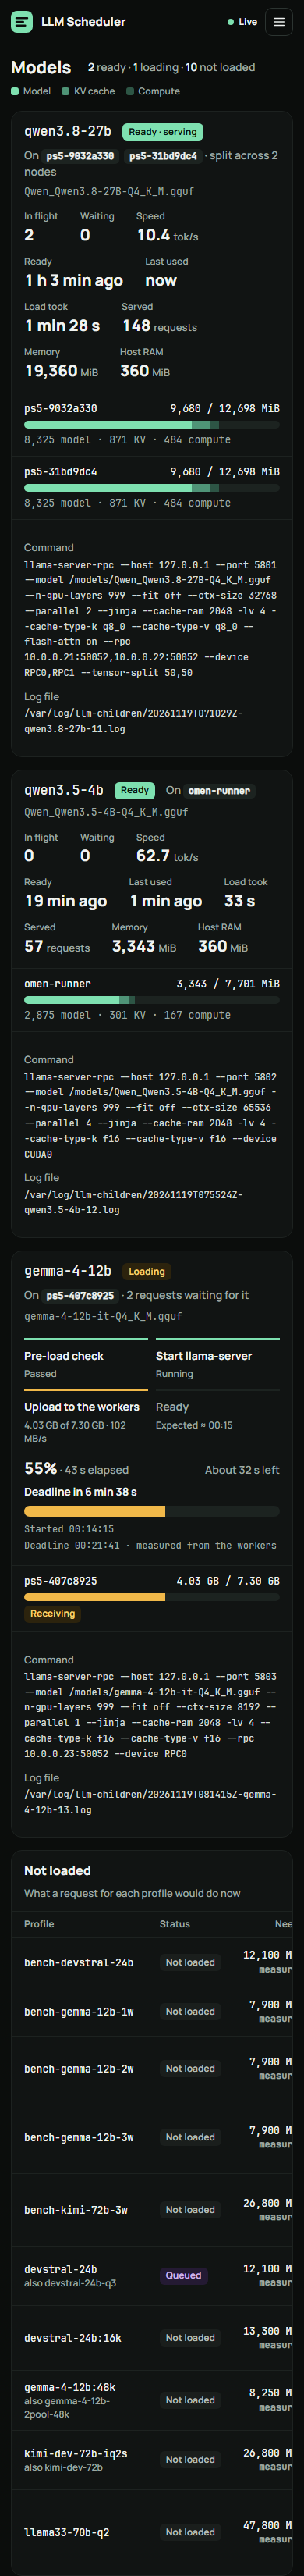 LLM Scheduler
Live
Models
2 ready · 1 loading · 10 not loaded
Model KV cache Compute
qwen3.8-27b Ready · serving
On ps5-9032a330 ps5-31bd9dc4 · split across 2
nodes
Qwen_Qwen3.8-27B-Q4_K_M.gguf
In flight Waiting Speed
2 0 10.4 tok/s
Ready Last used
1 h 3 min ago now
Load took Served
1 min 28 s 148 requests
Memory Host RAM
19,360 MiB 360 MiB
ps5-9032a330 9,680 / 12,698 MiB
8,325 model · 871 KV · 484 compute
ps5-31bd9dc4 9,680 / 12,698 MiB
8,325 model · 871 KV · 484 compute
Command
llama-server-rpc --host 127.0.0.1 --port 5801
--model /models/Qwen_Qwen3.8-27B-Q4_K_M.gguf
--n-gpu-layers 999 --fit off --ctx-size 32768
--parallel 2 --jinja --cache-ram 2048 -lv 4 -
-cache-type-k q8_0 --cache-type-v q8_0 --
flash-attn on --rpc
10.0.0.21:50052,10.0.0.22:50052 --device
RPC0,RPC1 --tensor-split 50,50
Log file
/var/log/llm-children/20261119T071029Z-
qwen3.8-27b-11.log
qwen3.5-4b Ready On omen-runner
Qwen_Qwen3.5-4B-Q4_K_M.gguf
In flight Waiting Speed
0 0 62.7 tok/s
Ready Last used Load took
19 min ago 1 min ago 33 s
Served Memory Host RAM
57 requests 3,343 MiB 360 MiB
omen-runner 3,343 / 7,701 MiB
2,875 model · 301 KV · 167 compute
Command
llama-server-rpc --host 127.0.0.1 --port 5802
--model /models/Qwen_Qwen3.5-4B-Q4_K_M.gguf -
-n-gpu-layers 999 --fit off --ctx-size 65536
--parallel 4 --jinja --cache-ram 2048 -lv 4 -
-cache-type-k f16 --cache-type-v f16 --device
CUDA0
Log file
/var/log/llm-children/20261119T075524Z-
qwen3.5-4b-12.log
gemma-4-12b Loading
On ps5-407c8925 · 2 requests waiting for it
gemma-4-12b-it-Q4_K_M.gguf
Pre-load check Start llama-server
Passed Running
Upload to the workers Ready
4.03 GB of 7.30 GB · 102 Expected ≈ 00:15
MB/s
55% · 43 s elapsed About 32 s left
Deadline in 6 min 38 s
Started 00:14:15
Deadline 00:21:41 · measured from the workers
ps5-407c8925 4.03 GB / 7.30 GB
Receiving
Command
llama-server-rpc --host 127.0.0.1 --port 5803
--model /models/gemma-4-12b-it-Q4_K_M.gguf --
n-gpu-layers 999 --fit off --ctx-size 8192 --
parallel 1 --jinja --cache-ram 2048 -lv 4 --
cache-type-k f16 --cache-type-v f16 --rpc
10.0.0.23:50052 --device RPC0
Log file
/var/log/llm-children/20261119T081415Z-gemma-
4-12b-13.log
Not loaded
What a request for each profile would do now
Profile Status Nee
bench-devstral-24b Not loaded 12,100 M
measur
bench-gemma-12b-1w Not loaded 7,900 M
measur
bench-gemma-12b-2w Not loaded 7,900 M
measur
bench-gemma-12b-3w Not loaded 7,900 M
measur
bench-kimi-72b-3w Not loaded 26,800 M
measur
devstral-24b Queued 12,100 M
also devstral-24b-q3 measur
devstral-24b:16k Not loaded 13,300 M
measur
gemma-4-12b:48k Not loaded 8,250 M
also gemma-4-12b- measur
2pool-48k
kimi-dev-72b-iq2s Not loaded 26,800 M
also kimi-dev-72b measur
llama33-70b-q2 Not loaded 47,800 M
measur